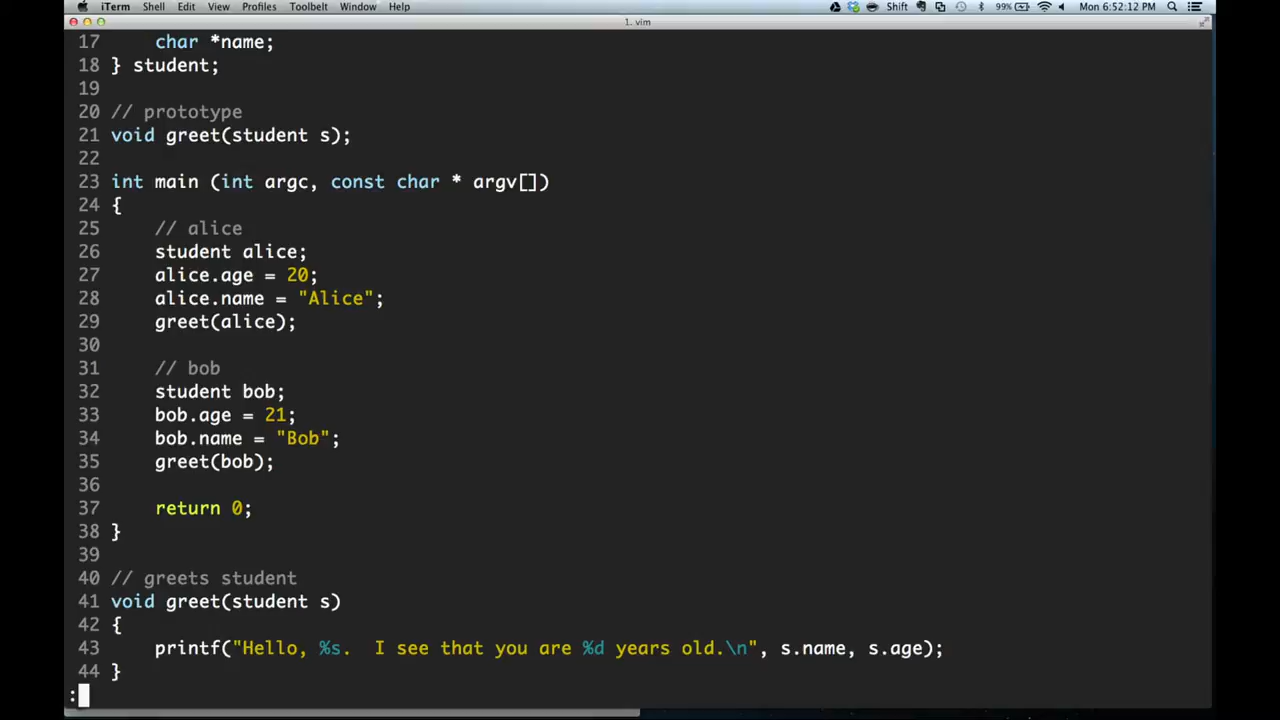 iTerm Shell Edit View Profiles Toolbelt Window Help Shift 99% Mon 6:52:12 PM
1. vim
17     char *name;
18 } student;
19
20 // prototype
21 void greet(student s);
22
23 int main (int argc, const char * argv[])
24 {
25     // alice
26     student alice;
27     alice.age = 20;
28     alice.name = "Alice";
29     greet(alice);
30
31     // bob
32     student bob;
33     bob.age = 21;
34     bob.name = "Bob";
35     greet(bob);
36
37     return 0;
38 }
39
40 // greets student
41 void greet(student s)
42 {
43     printf("Hello, %s.  I see that you are %d years old.\n", s.name, s.age);
44 }
: